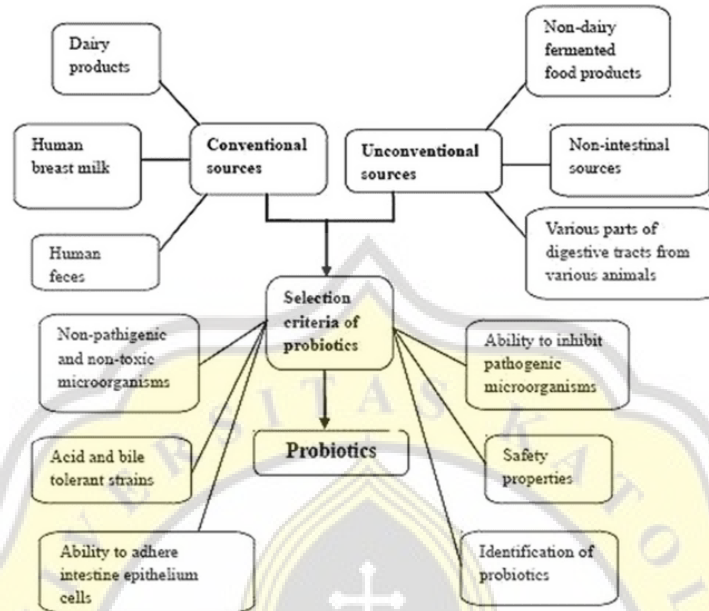 Dairy
products
Human
breast milk
Human
feces
Conventional
sources
Unconventional
sources
Non-dairy
fermented
food products
Non-intestinal
sources
Various parts of
digestive tracts from
various animals
Selection
criteria of
probiotics
Non-pathigenic
and non-toxic
microorganisms
Acid and bile
tolerant strains
Ability to adhere
intestine epithelium
cells
Ability to inhibit
pathogenic
microorganisms
Safety
properties
Identification of
probiotics
Probiotics
VERSITAS KATO